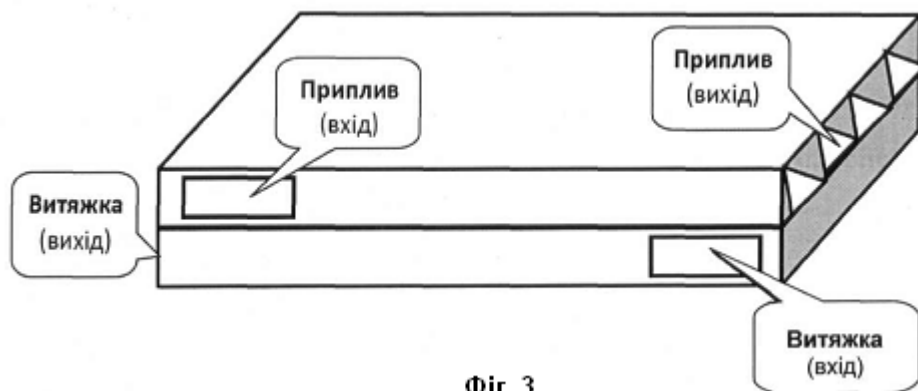 Приплив
(вхід)
Приплив
(вихід)
Витяжка
(вихід)
Витяжка
(вхід)
Фіг. 3